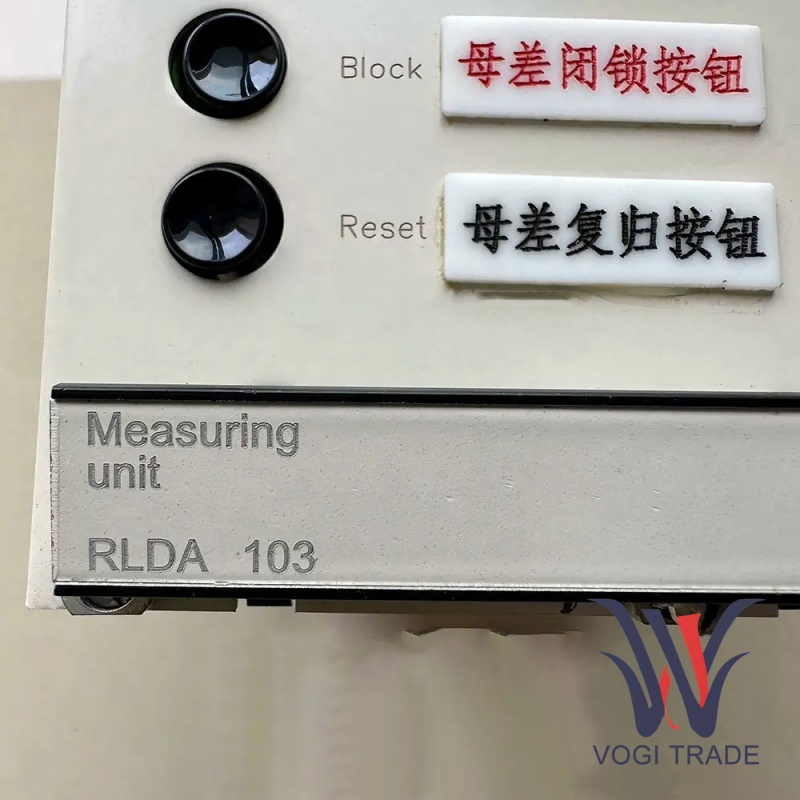 Block 母差闭锁按钮
Reset 母差复归按钮
Measuring
unit
RLDA 103
VOGI TRADE